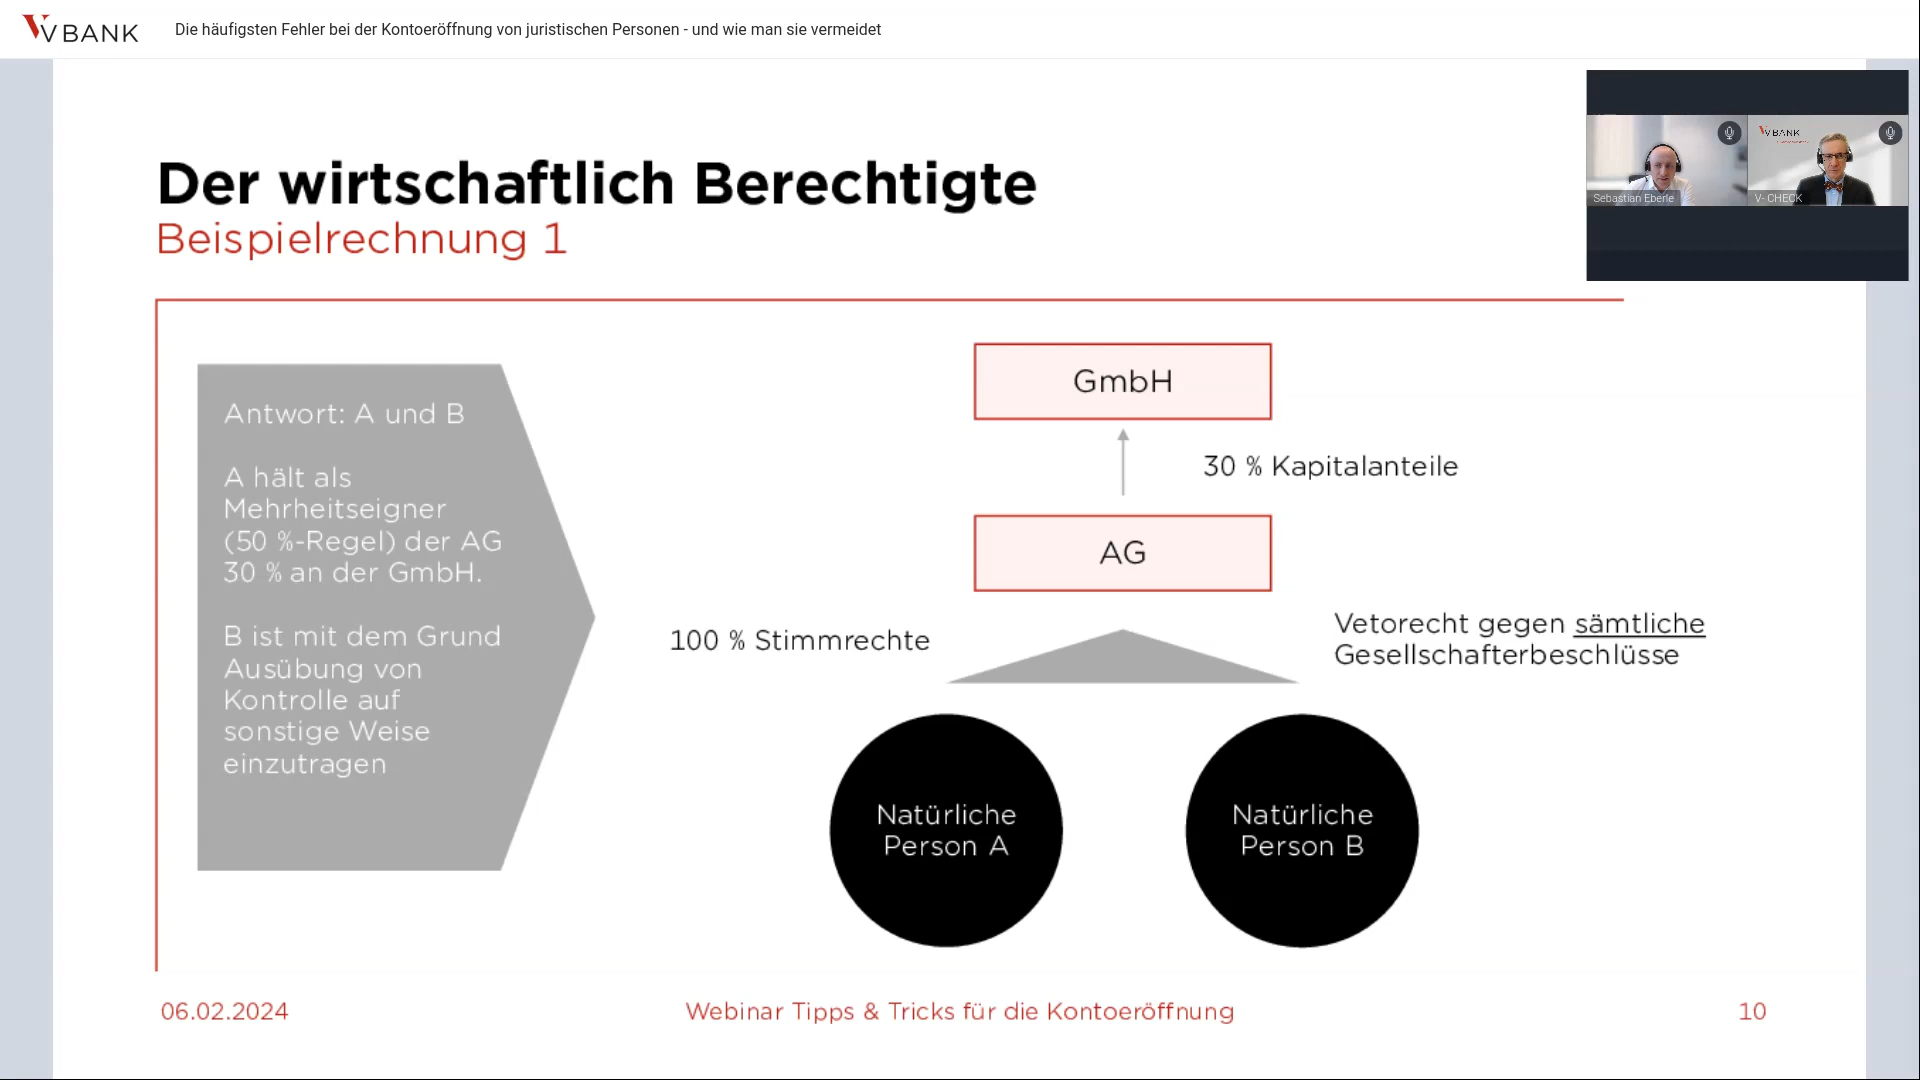 VBANK
Die häufigsten Fehler bei der Kontoeröffnung von juristischen Personen - und wie man sie vermeidet
VBANK
Sebastian Eberle
V- CHECK
Der wirtschaftlich Berechtigte
Beispielrechnung 1
Antwort: A und B
A hält als
Mehrheitseigner
(50 %-Regel) der AG
30 % an der GmbH.
B ist mit dem Grund
Ausübung von
Kontrolle auf
sonstige Weise
einzutragen
GmbH
30 % Kapitalanteile
AG
100 % Stimmrechte
Vetorecht gegen sämtliche
Gesellschafterbeschlüsse
Natürliche
Person A
Natürliche
Person B
06.02.2024
Webinar Tipps & Tricks für die Kontoeröffnung
10